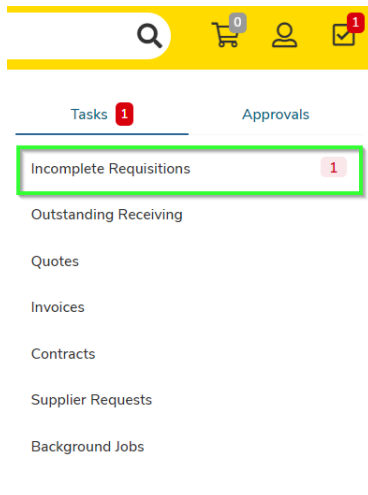 0
1
Tasks 1 Approvals
Incomplete Requisitions 1
Outstanding Receiving
Quotes
Invoices
Contracts
Supplier Requests
Background Jobs